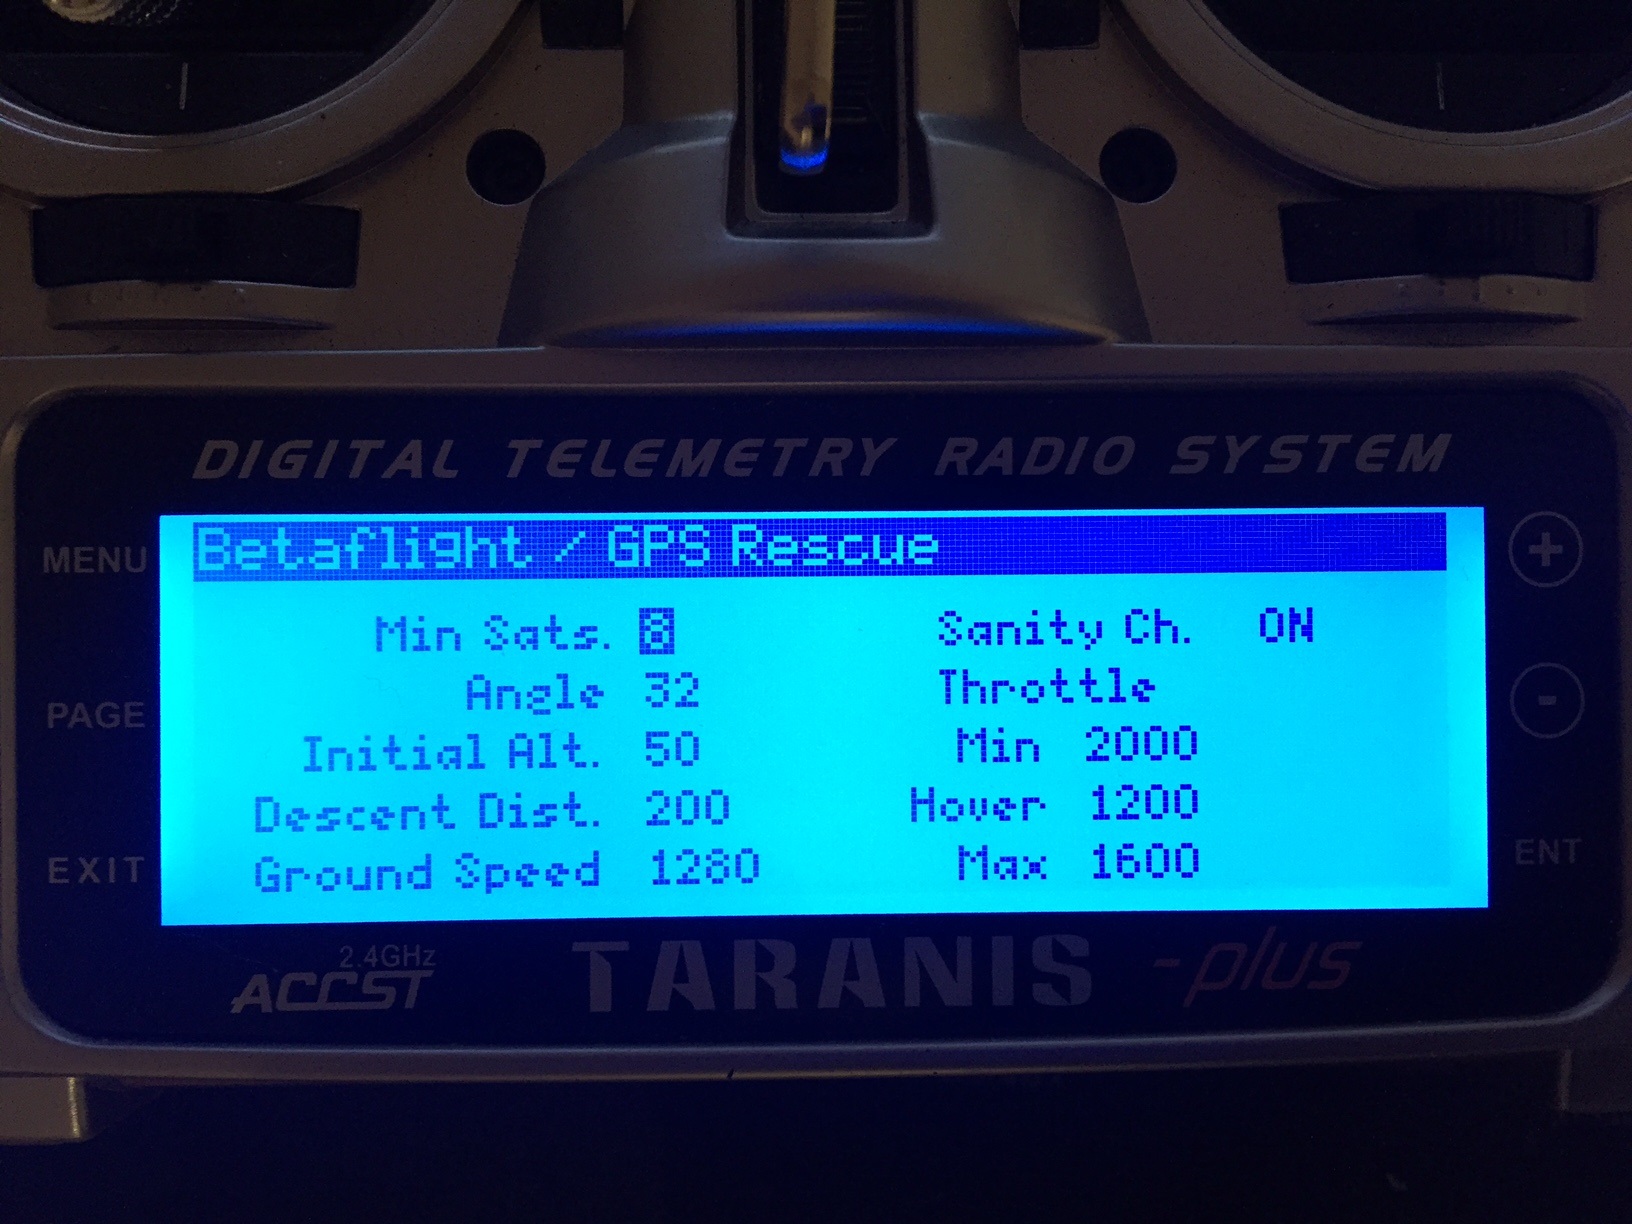 DIGITAL TELEMETRY RADIO SYSTEM
MENU
PAGE
EXIT
Betaflight / GPS Rescue
Min Sats. 8
Angle 32
Initial Alt. 50
Descent Dist. 200
Ground Speed 1280
Sanity Ch. ON
Throttle
Min 2000
Hover 1200
Max 1600
+
-
ENT
2.4GHz
ACCST
TARANIS -plus